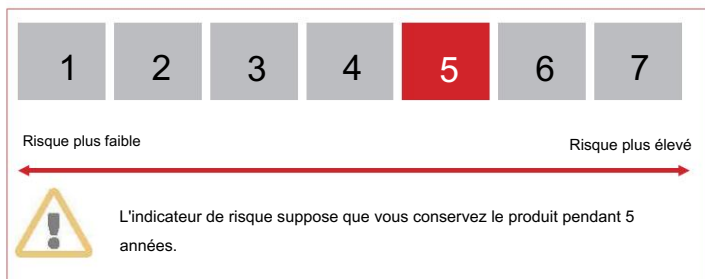 1 2 3 4 5 6 7
Risque plus faible Risque plus élevé
L'indicateur de risque suppose que vous conservez le produit pendant 5
années.